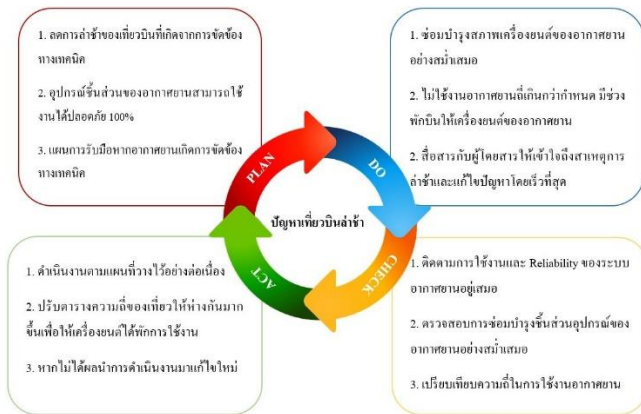 1. ลดการล่าช้าของเที่ยวบินที่เกิดจากการขัดข้อง
ทางเทคนิค
2. อุปกรณ์ชิ้นส่วนของอากาศยานสามารถใช้
งานได้ปลอดภัย 100%
3. แผนการรับมือหากอากาศยานเกิดการขัดข้อง
ทางเทคนิค
1. ซ่อมบำรุงสภาพเครื่องยนต์ของอากาศยาน
อย่างสม่ำเสมอ
2. ไม่ใช้งานอากาศยานถี่เกินกว่ากำหนด มีช่วง
พักบินให้เครื่องยนต์ของอากาศยาน
2. สื่อสารกับผู้โดยสารให้เข้าใจถึงสาเหตุการ
ล่าช้าและแก้ไขปัญหาโดยเร็วที่สุด
PLAN
DO
ปัญหาเที่ยวบินล่าช้า
ACT
CHECK
1. ดำเนินงานตามแผนที่วางไว้อย่างต่อเนื่อง
2. ปรับตารางความถี่ของเที่ยวให้ห่างกันมาก
ขึ้นเพื่อให้เครื่องยนต์ได้พักการใช้งาน
3. หากไม่ได้ผลนำการดำเนินงานมาแก้ไขใหม่
1. ติดตามการใช้งานและ Reliability ของระบบ
อากาศยานอยู่เสมอ
2. ตรวจสอบการซ่อมบำรุงชิ้นส่วนอุปกรณ์ของ
อากาศยานอย่างสม่ำเสมอ
3. เปรียบเทียบความถี่ในการใช้งานอากาศยาน